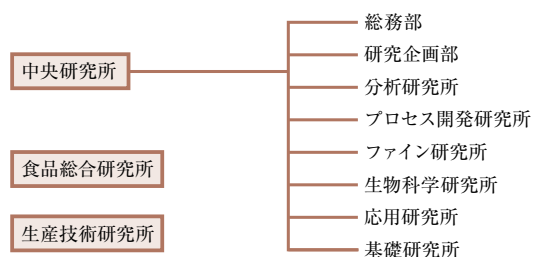 中央研究所
総務部
研究企画部
分析研究所
プロセス開発研究所
ファイン研究所
生物科学研究所
応用研究所
基礎研究所
食品総合研究所
生産技術研究所